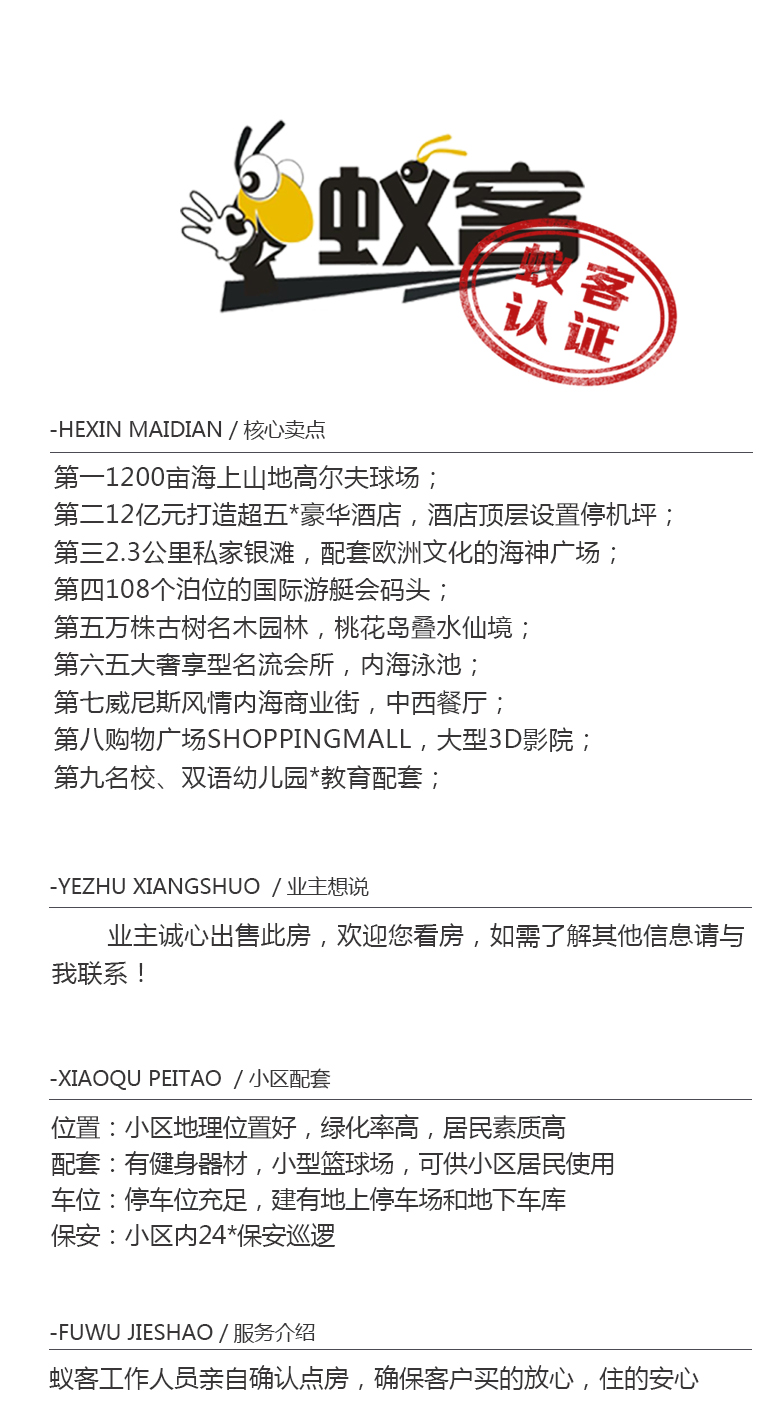 蚁客
蚁客
认证
-HEXIN MAIDIAN / 核心卖点
第一1200亩海上山地高尔夫球场；
第二12亿元打造超五*豪华酒店，酒店顶层设置停机坪；
第三2.3公里私家银滩，配套欧洲文化的海神广场；
第四108个泊位的国际游艇会码头；
第五万株古树名木园林，桃花岛叠水仙境；
第六五大奢享型名流会所，内海泳池；
第七威尼斯风情内海商业街，中西餐厅；
第八购物广场SHOPPINGMALL，大型3D影院；
第九名校、双语幼儿园*教育配套；
-YEZHU XIANGSHUO / 业主想说
业主诚心出售此房，欢迎您看房，如需了解其他信息请与
我联系！
-XIAOQU PEITAO / 小区配套
位置：小区地理位置好，绿化率高，居民素质高
配套：有健身器材，小型篮球场，可供小区居民使用
车位：停车位充足，建有地上停车场和地下车库
保安：小区内24*保安巡逻
-FUWU JIESHAO / 服务介绍
蚁客工作人员亲自确认点房，确保客户买的放心，住的安心